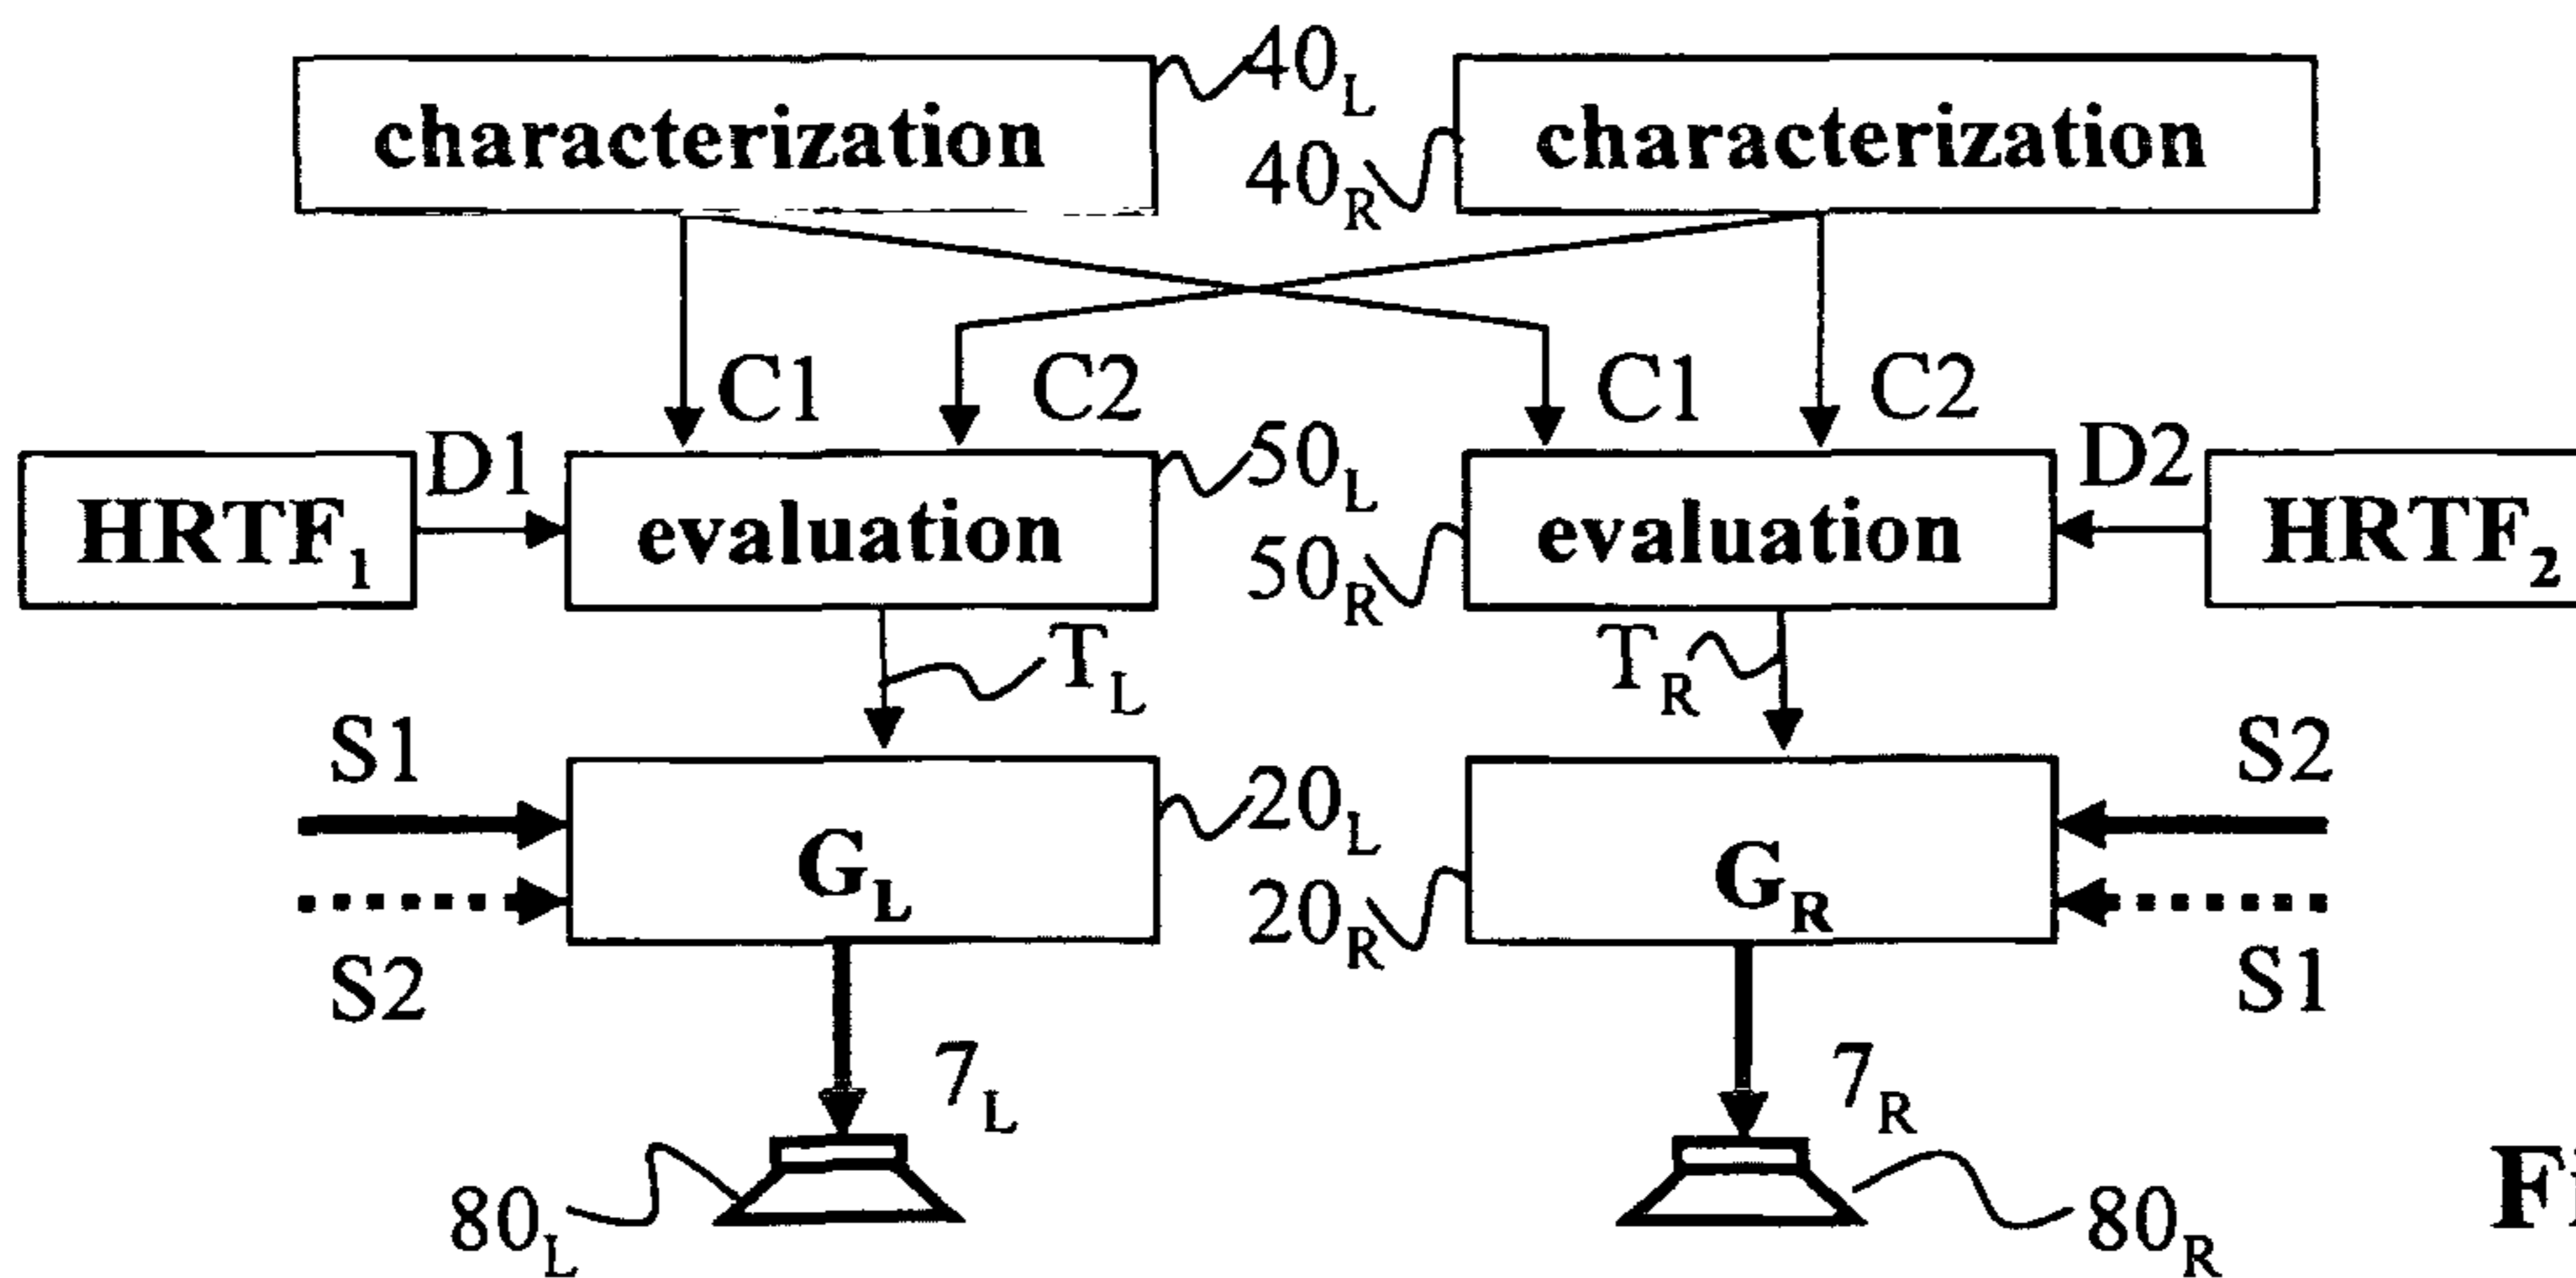 characterization
40L
40R
characterization
C1
C2
C1
C2
HRTF1
D1
evaluation
50L
50R
evaluation
D2
HRTF2
TL
TR
S1
S2
GL
20L
20R
GR
S2
S1
7L
7R
80L
80R